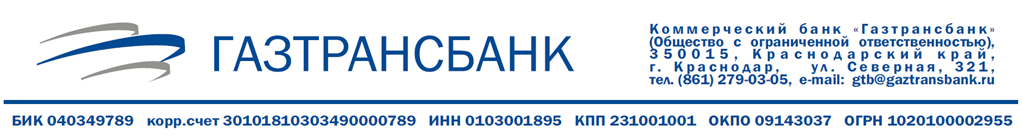 ГАЗТРАНСБАНК
Коммерческий банк «Газтрансбанк»
(Общество с ограниченной ответственностью),
350015, Краснодарский край,
г. Краснодар, ул. Северная, 321,
тел. (861) 279-03-05, e-mail: gtb@gaztransbank.ru
БИК 040349789 корр.счет 30101810303490000789 ИНН 0103001895 КПП 231001001 ОКПО 09143037 ОГРН 1020100002955